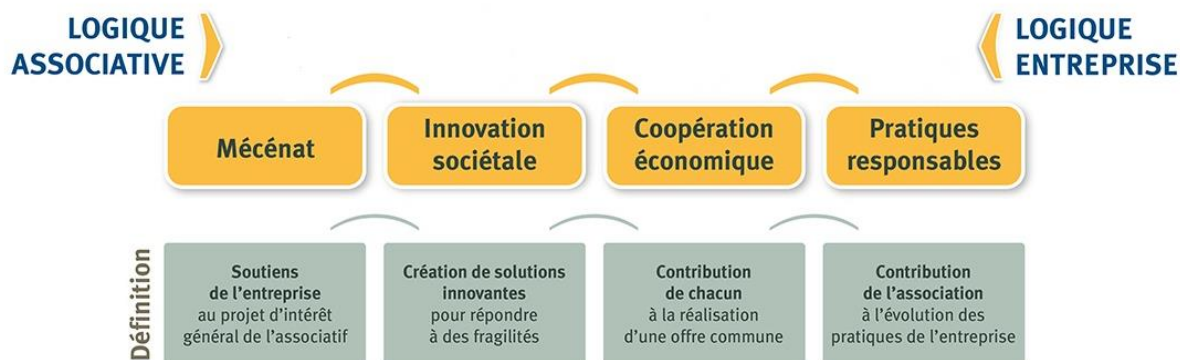 LOGIQUE
ASSOCIATIVE
LOGIQUE
ENTREPRISE
Mécénat
Innovation
sociétale
Coopération
économique
Pratiques
responsables
Définition
Soutiens
de l'entreprise
au projet d'intérêt
général de l'associatif
Création de solutions
innovantes
pour répondre
à des fragilités
Contribution
de chacun
à la réalisation
d'une offre commune
Contribution
de l'association
à l'évolution des
pratiques de l'entreprise